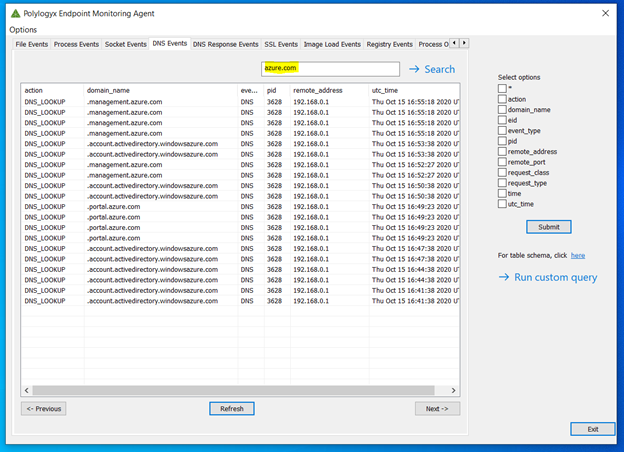 Polylogyx Endpoint Monitoring Agent
Options
File Events Process Events Socket Events DNS Events DNS Response Events SSL Events Image Load Events Registry Events Process O
azure.com Search
action domain_name eve... pid remote_address utc_time
DNS_LOOKUP .management.azure.com DNS 3628 192.168.0.1 Thu Oct 15 16:55:18 2020 UT
DNS_LOOKUP .management.azure.com DNS 3628 192.168.0.1 Thu Oct 15 16:55:18 2020 UT
DNS_LOOKUP .management.azure.com DNS 3628 192.168.0.1 Thu Oct 15 16:55:18 2020 UT
DNS_LOOKUP .management.azure.com DNS 3628 192.168.0.1 Thu Oct 15 16:55:18 2020 UT
DNS_LOOKUP .account.activedirectory.windowsazure.com DNS 3628 192.168.0.1 Thu Oct 15 16:53:38 2020 UT
DNS_LOOKUP .account.activedirectory.windowsazure.com DNS 3628 192.168.0.1 Thu Oct 15 16:53:38 2020 UT
DNS_LOOKUP .management.azure.com DNS 3628 192.168.0.1 Thu Oct 15 16:52:27 2020 UT
DNS_LOOKUP .management.azure.com DNS 3628 192.168.0.1 Thu Oct 15 16:52:27 2020 UT
DNS_LOOKUP .account.activedirectory.windowsazure.com DNS 3628 192.168.0.1 Thu Oct 15 16:50:38 2020 UT
DNS_LOOKUP .account.activedirectory.windowsazure.com DNS 3628 192.168.0.1 Thu Oct 15 16:50:38 2020 UT
DNS_LOOKUP .portal.azure.com DNS 3628 192.168.0.1 Thu Oct 15 16:49:23 2020 UT
DNS_LOOKUP .portal.azure.com DNS 3628 192.168.0.1 Thu Oct 15 16:49:23 2020 UT
DNS_LOOKUP .portal.azure.com DNS 3628 192.168.0.1 Thu Oct 15 16:49:23 2020 UT
DNS_LOOKUP .portal.azure.com DNS 3628 192.168.0.1 Thu Oct 15 16:49:23 2020 UT
DNS_LOOKUP .account.activedirectory.windowsazure.com DNS 3628 192.168.0.1 Thu Oct 15 16:47:38 2020 UT
DNS_LOOKUP .account.activedirectory.windowsazure.com DNS 3628 192.168.0.1 Thu Oct 15 16:47:38 2020 UT
DNS_LOOKUP .account.activedirectory.windowsazure.com DNS 3628 192.168.0.1 Thu Oct 15 16:44:38 2020 UT
DNS_LOOKUP .account.activedirectory.windowsazure.com DNS 3628 192.168.0.1 Thu Oct 15 16:44:38 2020 UT
DNS_LOOKUP .account.activedirectory.windowsazure.com DNS 3628 192.168.0.1 Thu Oct 15 16:41:38 2020 UT
DNS_LOOKUP .account.activedirectory.windowsazure.com DNS 3628 192.168.0.1 Thu Oct 15 16:41:38 2020 UT
<- Previous Refresh Next ->
Select options
*
action
domain_name
eid
event_type
pid
remote_address
remote_port
request_class
request_type
time
utc_time
Submit
For table schema, click here
Run custom query
Exit